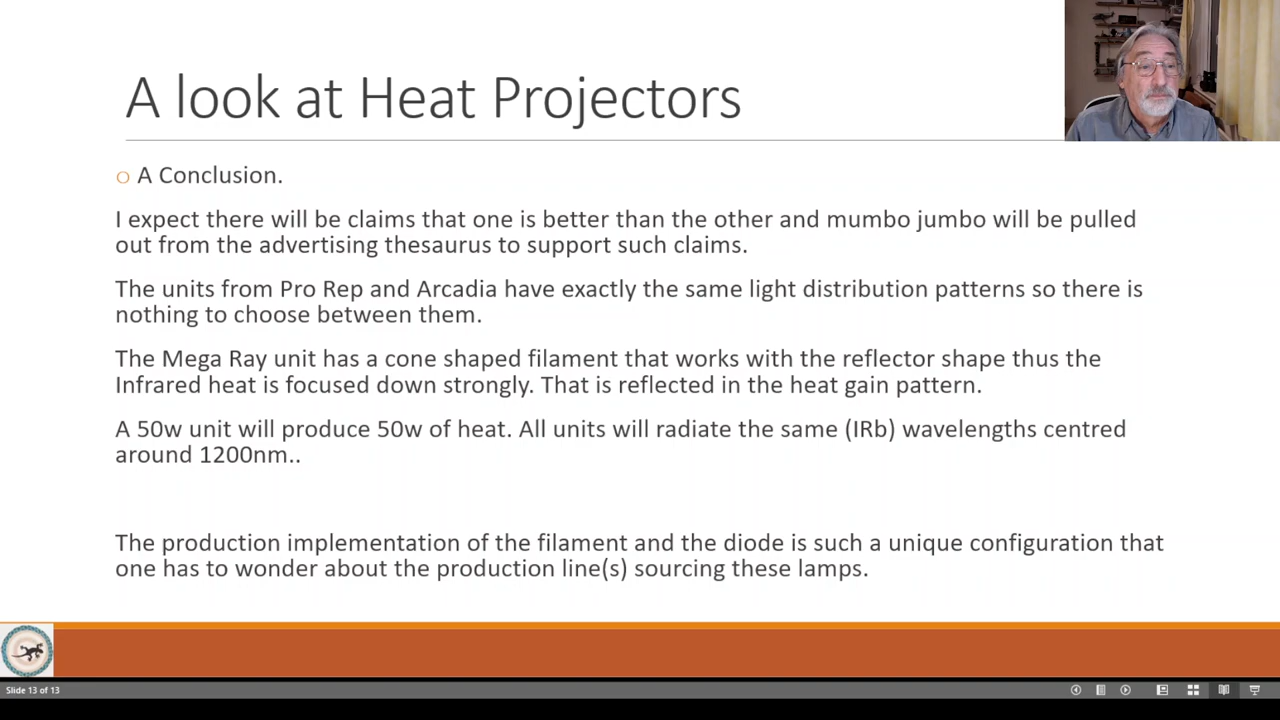 A look at Heat Projectors
o A Conclusion.
I expect there will be claims that one is better than the other and mumbo jumbo will be pulled
out from the advertising thesaurus to support such claims.
The units from Pro Rep and Arcadia have exactly the same light distribution patterns so there is
nothing to choose between them.
The Mega Ray unit has a cone shaped filament that works with the reflector shape thus the
Infrared heat is focused down strongly. That is reflected in the heat gain pattern.
A 50w unit will produce 50w of heat. All units will radiate the same (IRb) wavelengths centred
around 1200nm..
The production implementation of the filament and the diode is such a unique configuration that
one has to wonder about the production line(s) sourcing these lamps.
Slide 13 of 13